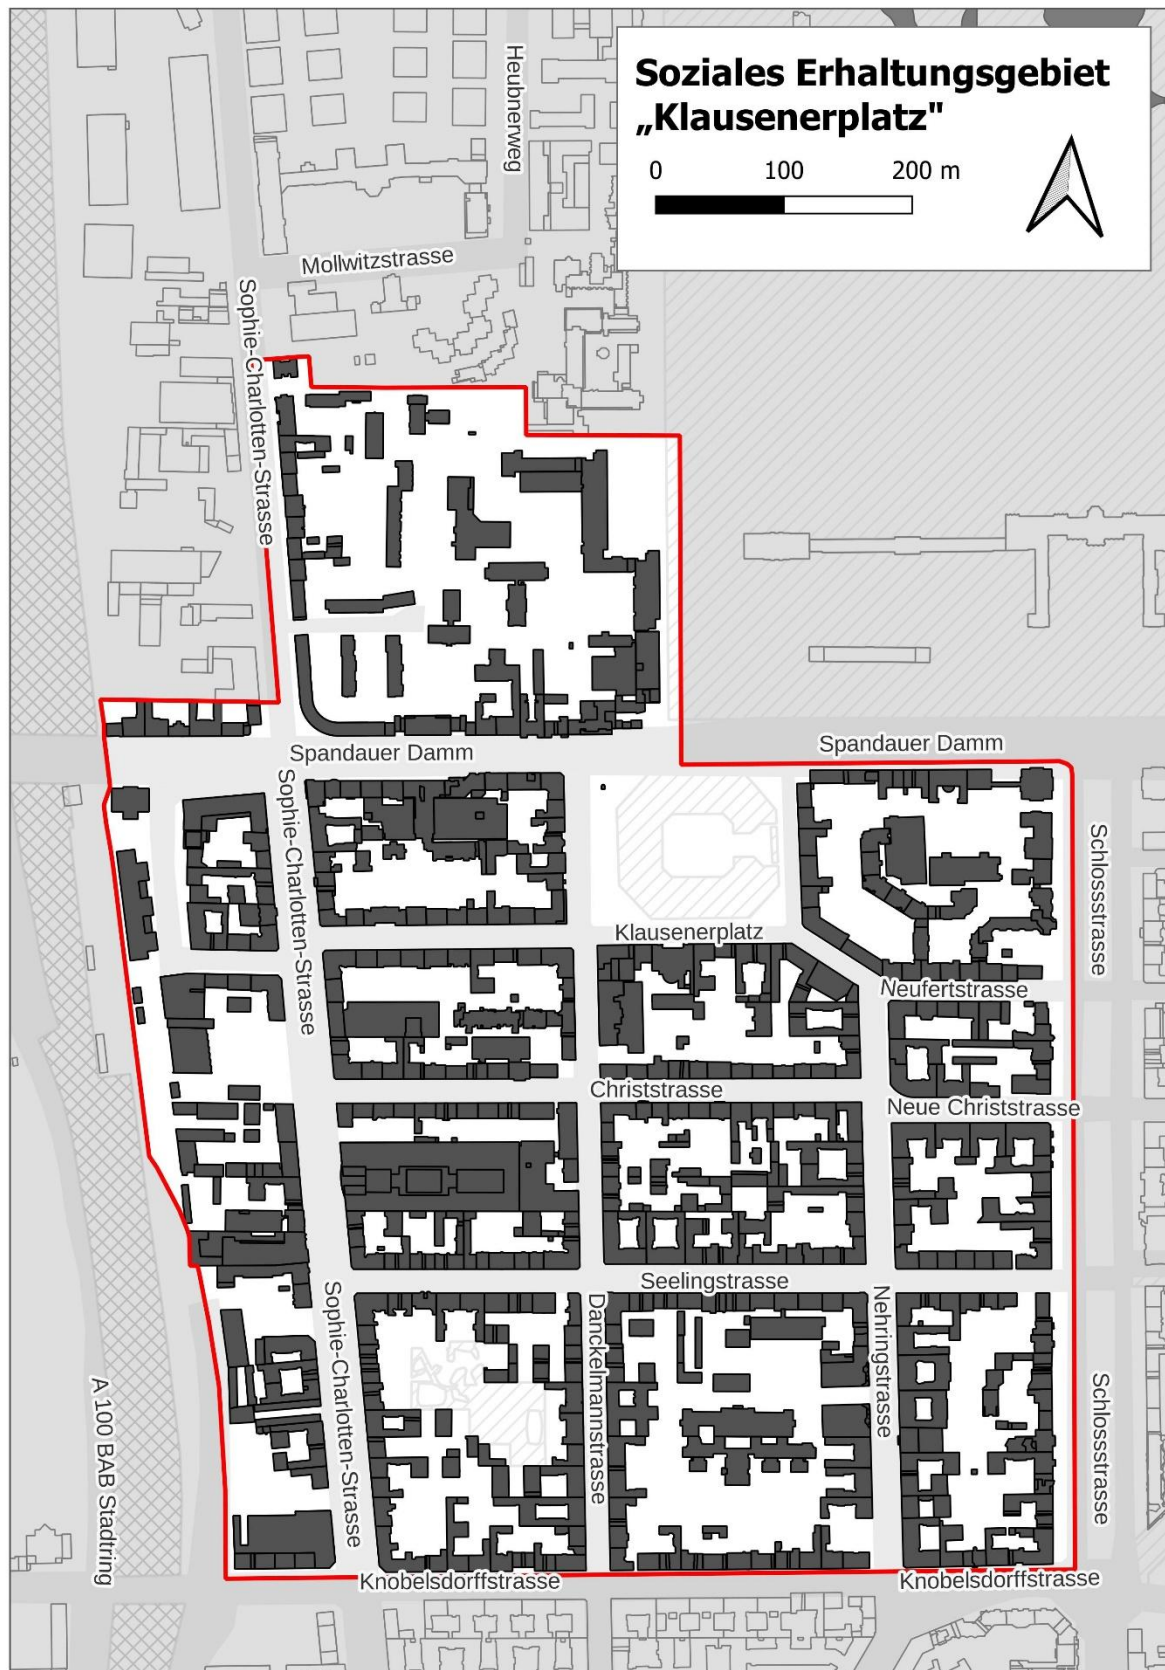 Soziales Erhaltungsgebiet
„Klausenerplatz"
0 100 200 m
Heubnerweg
Mollwitzstrasse
Sophie-Charlotten-Strasse
Spandauer Damm
Spandauer Damm
Sophie-Charlotten-Strasse
Schlossstrasse
Klausenerplatz
Neufertstrasse
Christstrasse
Neue Christstrasse
Seelingstrasse
Sophie-Charlotten-Strasse
Danckelmannstrasse
Nehringstrasse
Schlossstrasse
A 100 BAB Stadtring
Knobelsdorffstrasse
Knobelsdorffstrasse